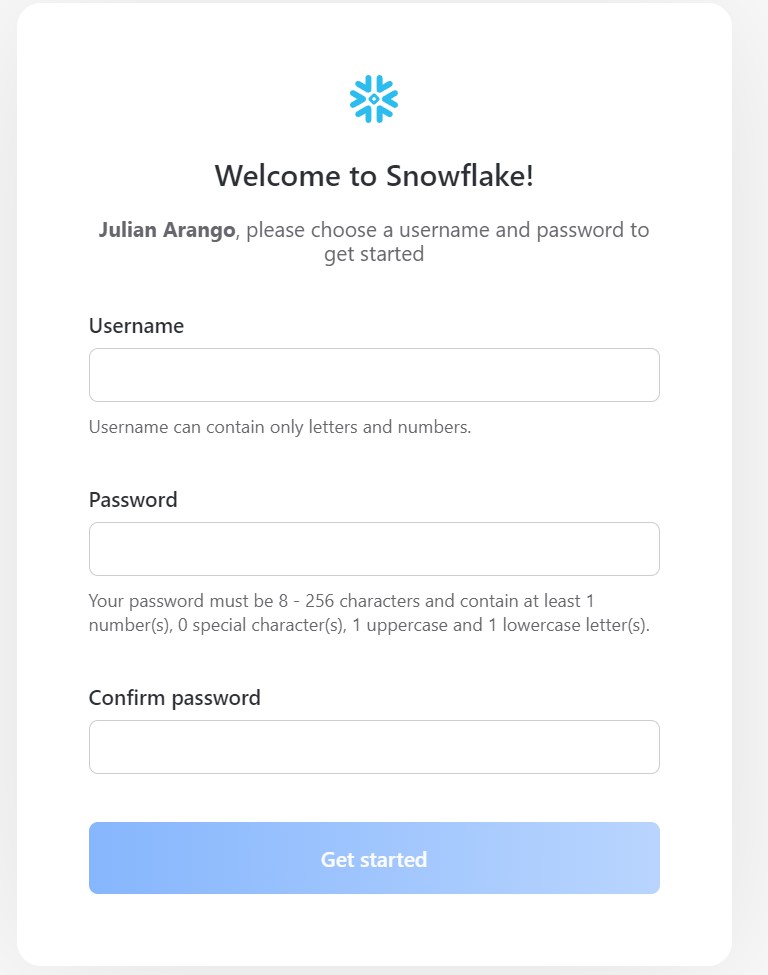 Welcome to Snowflake!
Julian Arango, please choose a username and password to
get started
Username
Username can contain only letters and numbers.
Password
Your password must be 8 - 256 characters and contain at least 1
number(s), 0 special character(s), 1 uppercase and 1 lowercase letter(s).
Confirm password
Get started